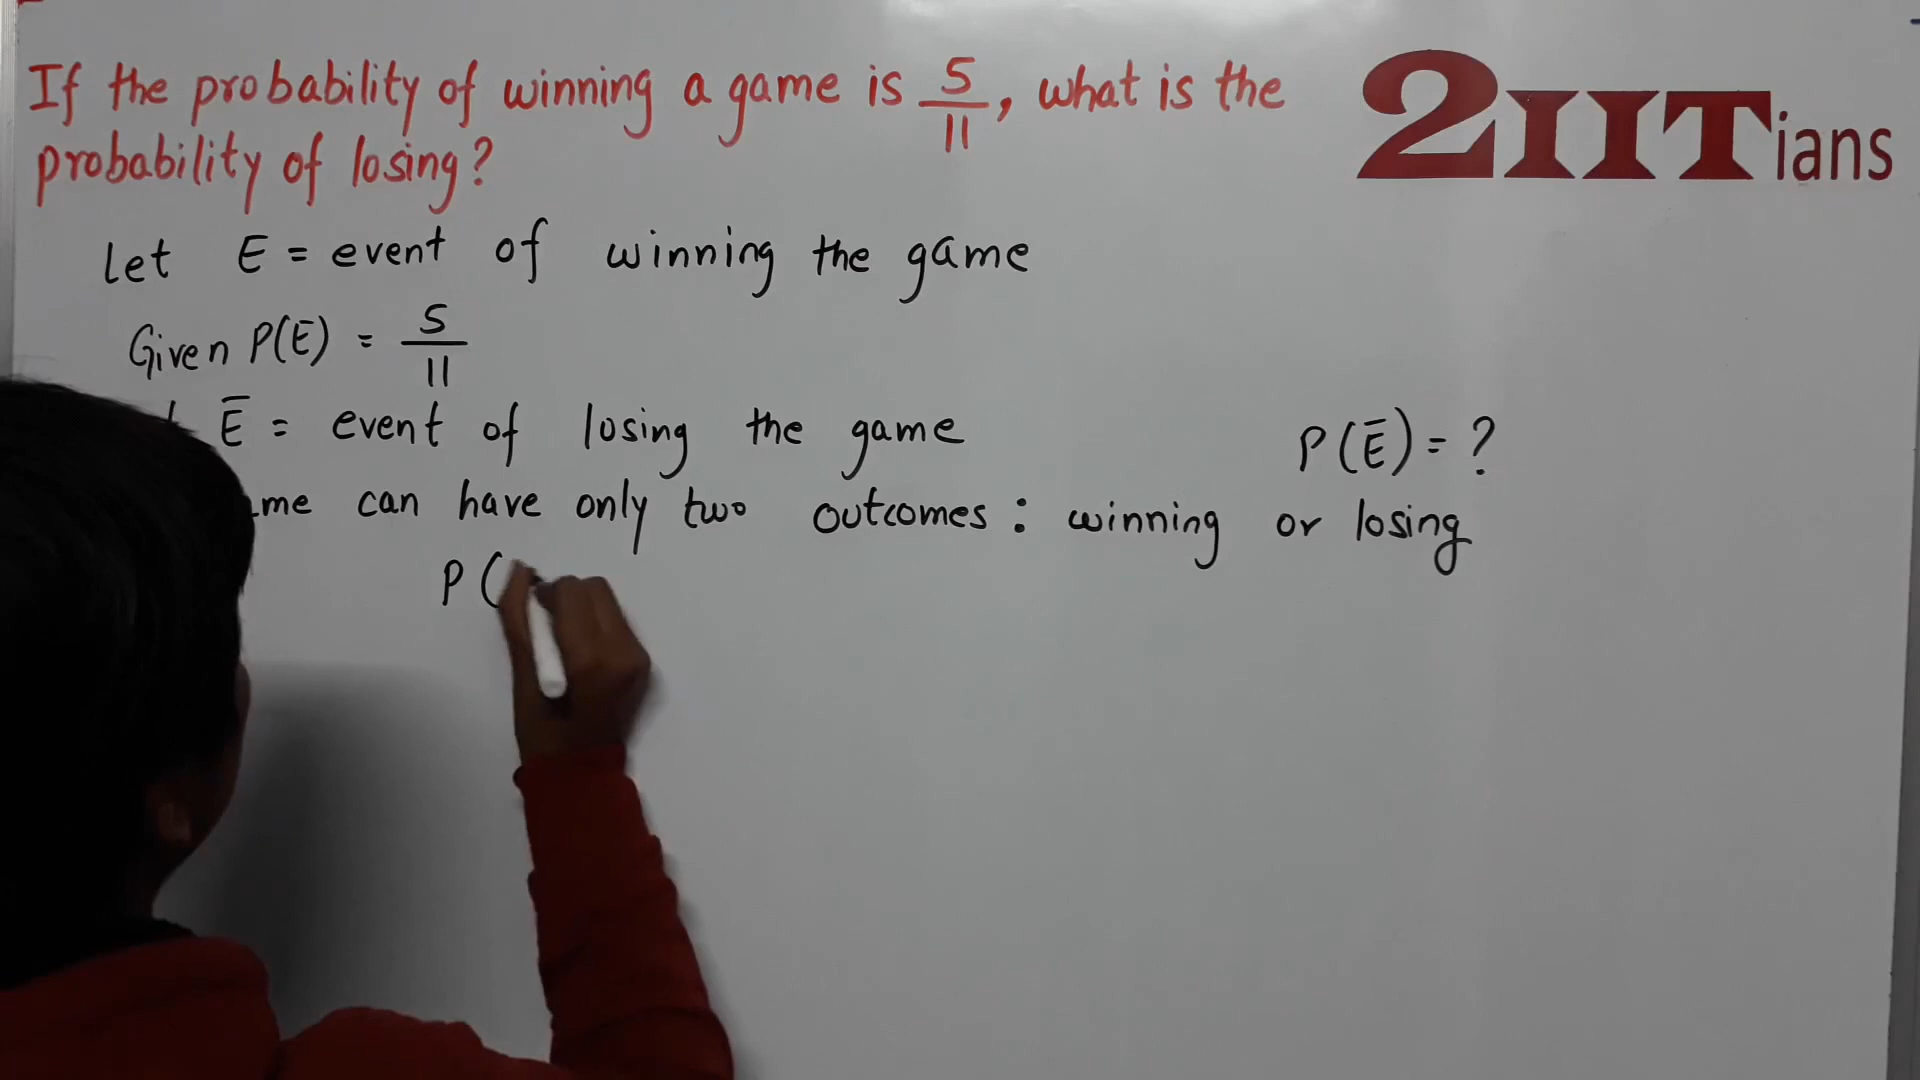 If the probability of winning a game is 5/11, what is the
probability of losing?
2IITians
Let E = event of winning the game
Given P(E) = 5/11
Ē = event of losing the game P(Ē) = ?
can have only two outcomes : winning or losing
P (